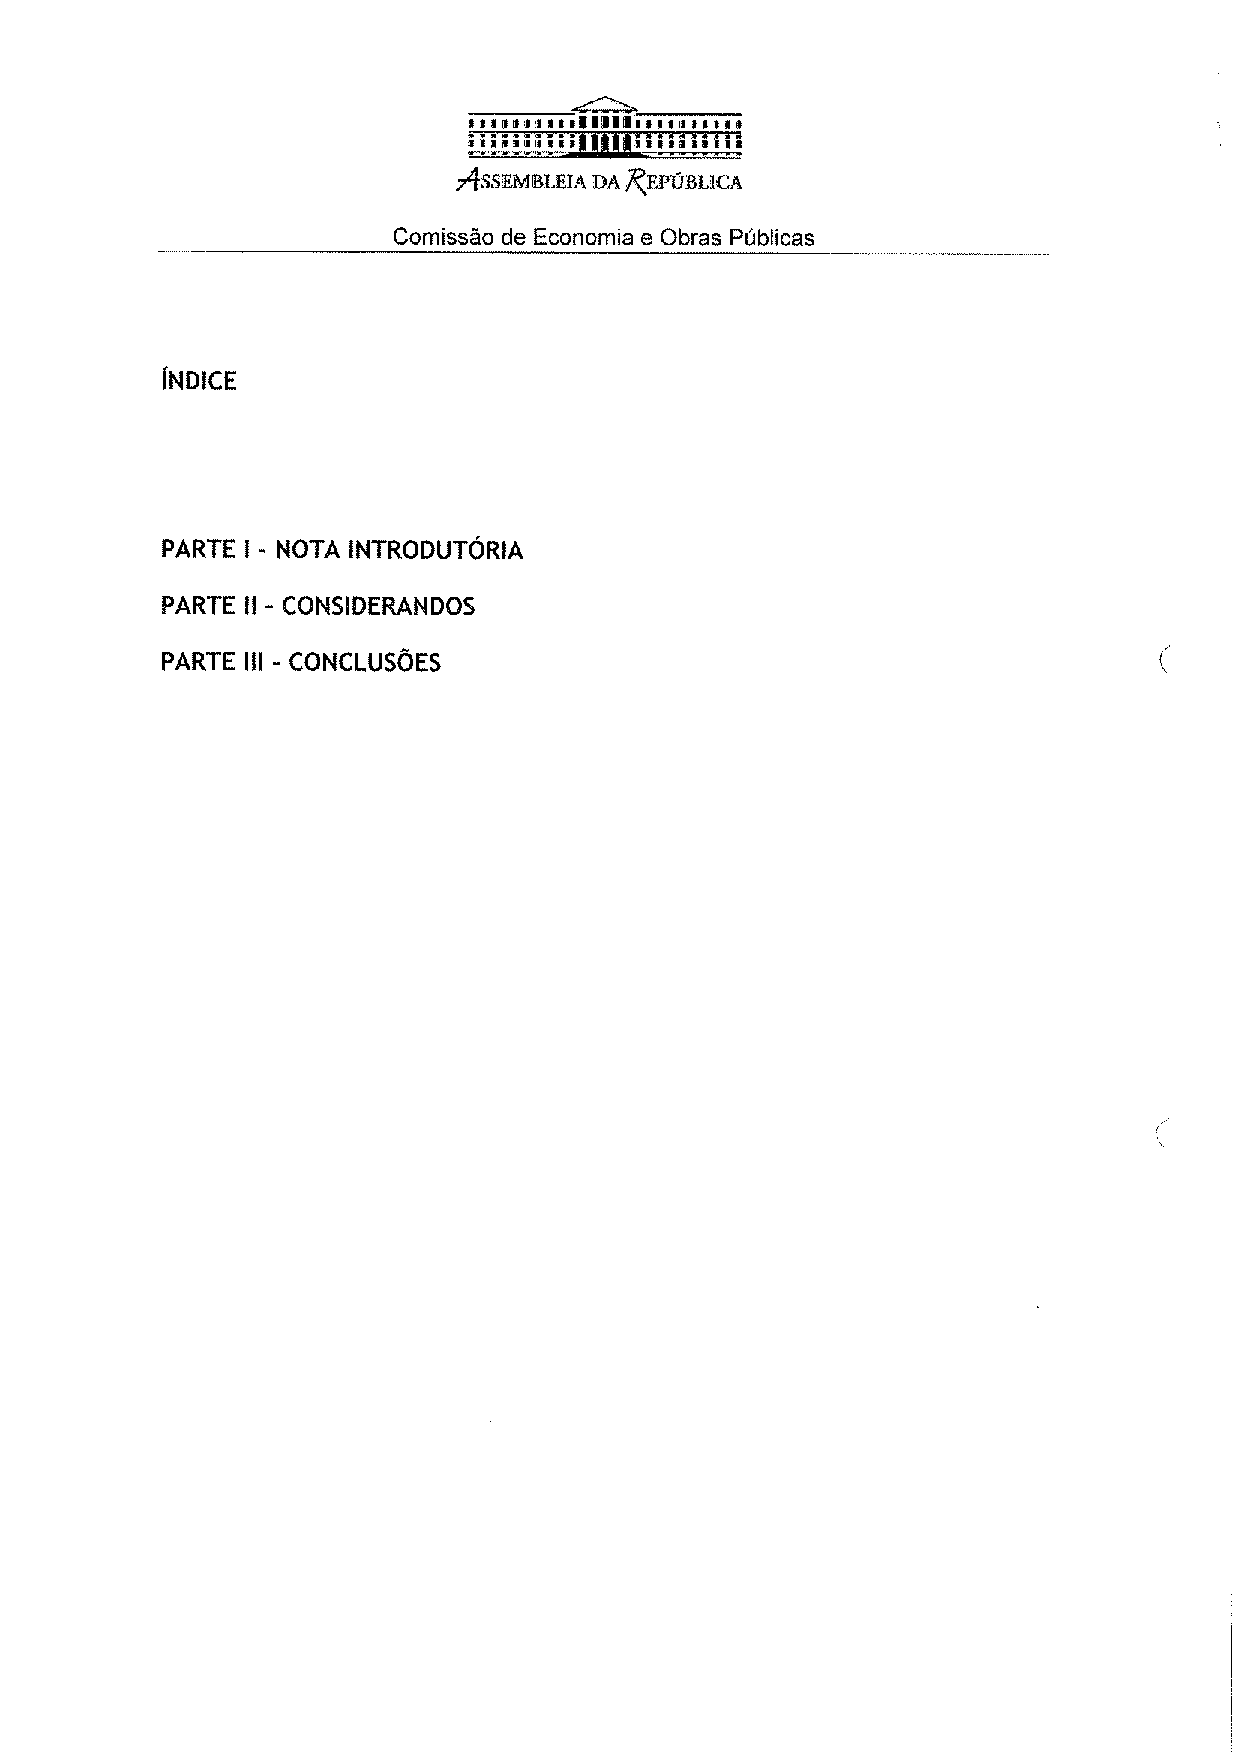 ASSEMBLEIA DA REPÚBLICA
Comissão de Economia e Obras Públicas
ÍNDICE
PARTE I - NOTA INTRODUTÓRIA
PARTE II - CONSIDERANDOS
PARTE III - CONCLUSÕES